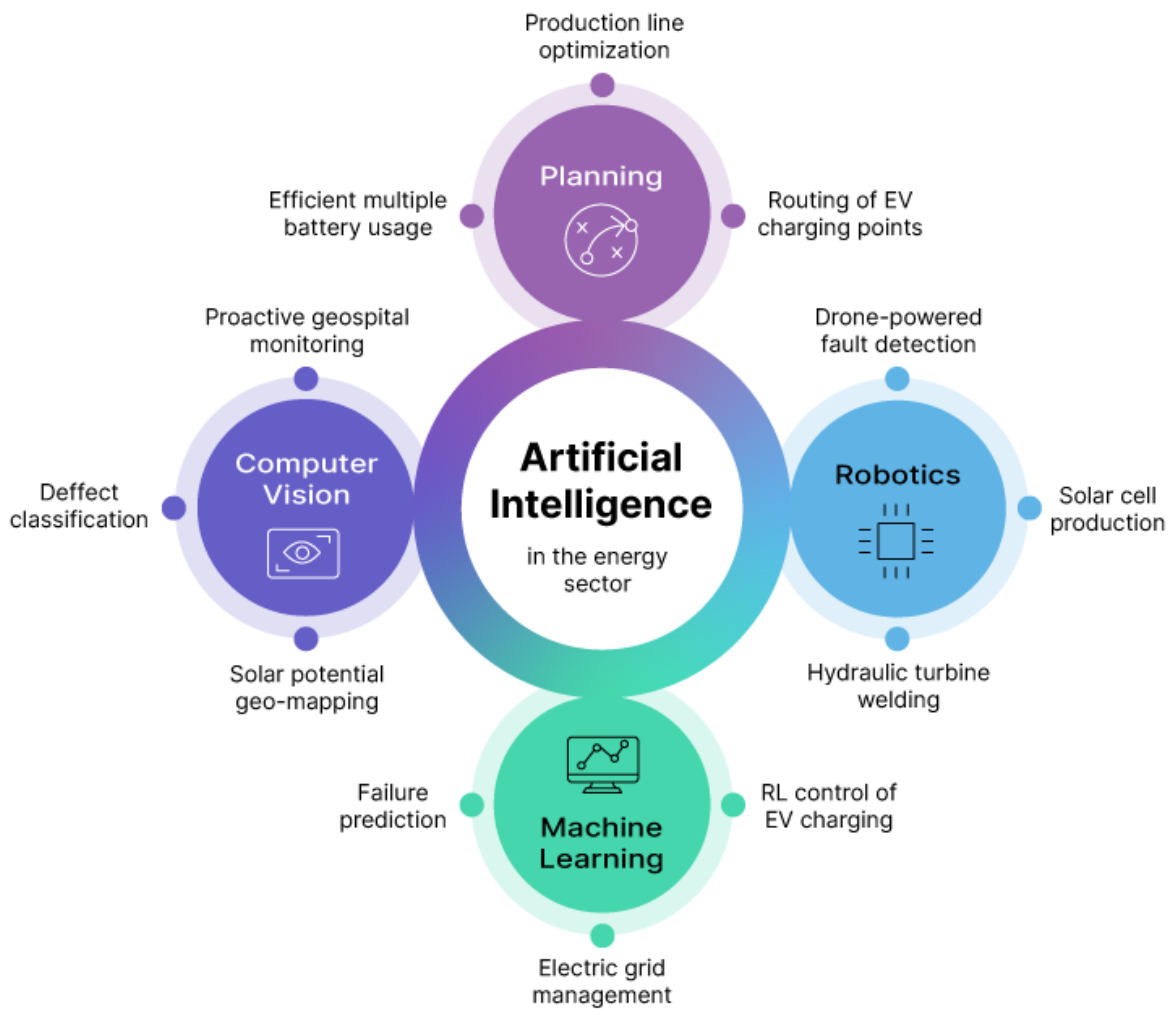 Production line
optimization
Planning
Efficient multiple
battery usage
Routing of EV
charging points
Proactive geospital
monitoring
Drone-powered
fault detection
Computer
Vision
Artificial
Intelligence
in the energy
sector
Robotics
Deffect
classification
Solar cell
production
Solar potential
geo-mapping
Hydraulic turbine
welding
Failure
prediction
Machine
Learning
RL control of
EV charging
Electric grid
management